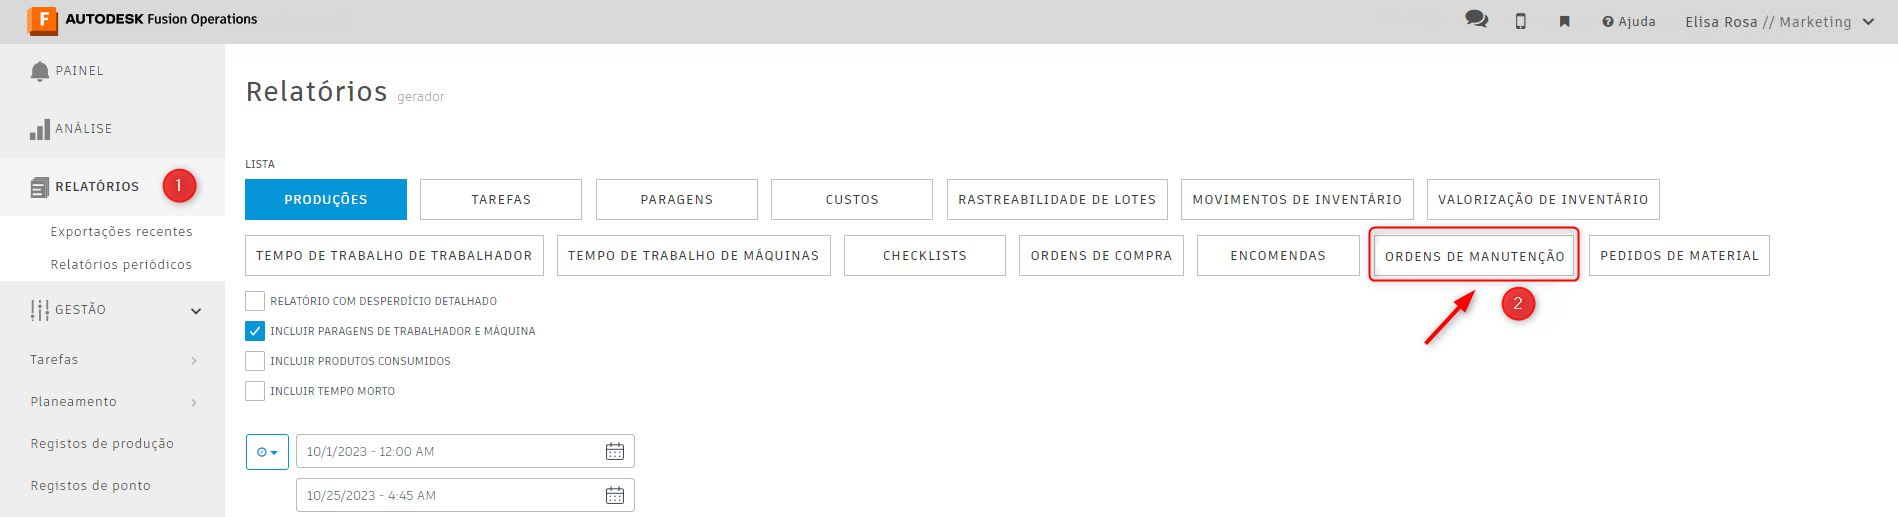 F AUTODESK Fusion Operations
Ajuda
Elisa Rosa // Marketing
PAINEL
ANÁLISE
RELATÓRIOS 1
Exportações recentes
Relatórios periódicos
GESTÃO
Tarefas
Planeamento
Registos de produção
Registos de ponto
Relatórios gerador
LISTA
PRODUÇÕES TAREFAS PARAGENS CUSTOS RASTREABILIDADE DE LOTES MOVIMENTOS DE INVENTÁRIO VALORIZAÇÃO DE INVENTÁRIO
TEMPO DE TRABALHO DE TRABALHADOR TEMPO DE TRABALHO DE MÁQUINAS CHECKLISTS ORDENS DE COMPRA ENCOMENDAS ORDENS DE MANUTENÇÃO PEDIDOS DE MATERIAL
2
RELATÓRIO COM DESPERDÍCIO DETALHADO
INCLUIR PARAGENS DE TRABALHADOR E MÁQUINA
INCLUIR PRODUTOS CONSUMIDOS
INCLUIR TEMPO MORTO
10/1/2023 - 12:00 AM
10/25/2023 - 4:45 AM